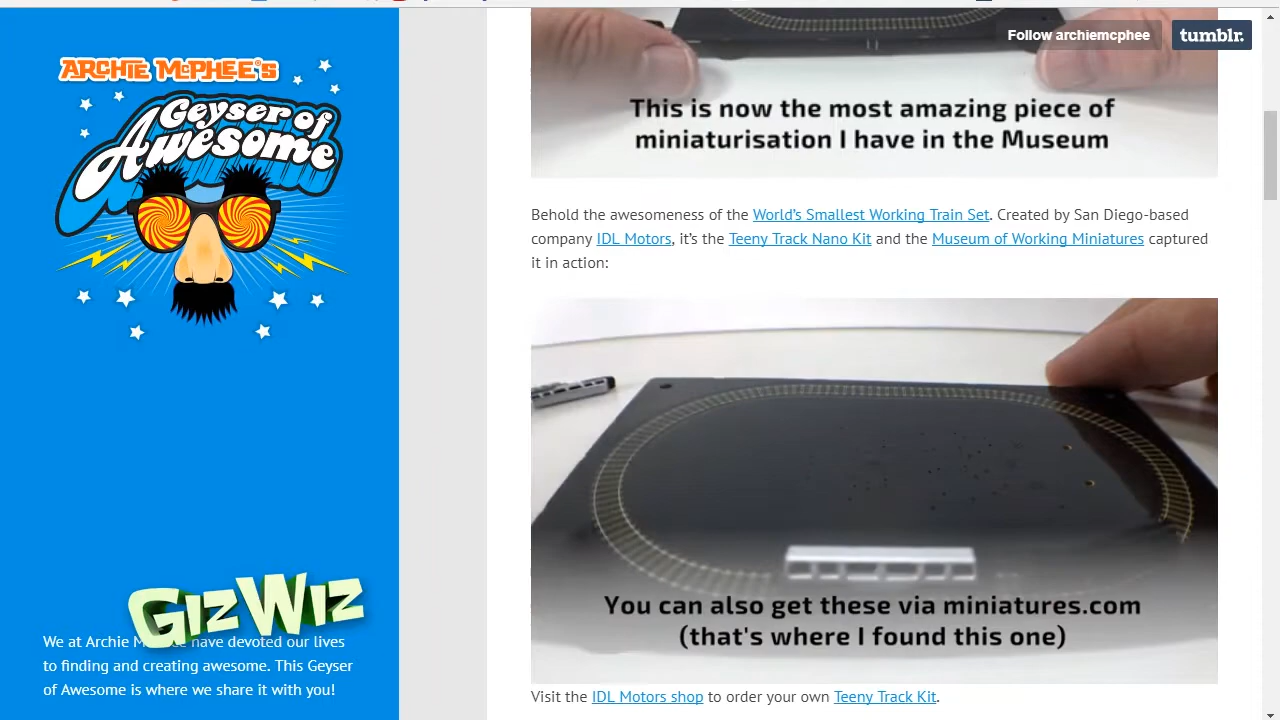 ARCHIE McPHEE'S
Geyser of
Awesome
Follow archiemcphee
tumblr.
This is now the most amazing piece of
miniaturisation I have in the Museum
Behold the awesomeness of the World's Smallest Working Train Set. Created by San Diego-based
company IDL Motors, it's the Teeny Track Nano Kit and the Museum of Working Miniatures captured
it in action:
You can also get these via miniatures.com
(that's where I found this one)
Visit the IDL Motors shop to order your own Teeny Track Kit.
GIZWIZ
We at Archie have devoted our lives
to finding and creating awesome. This Geyser
of Awesome is where we share it with you!